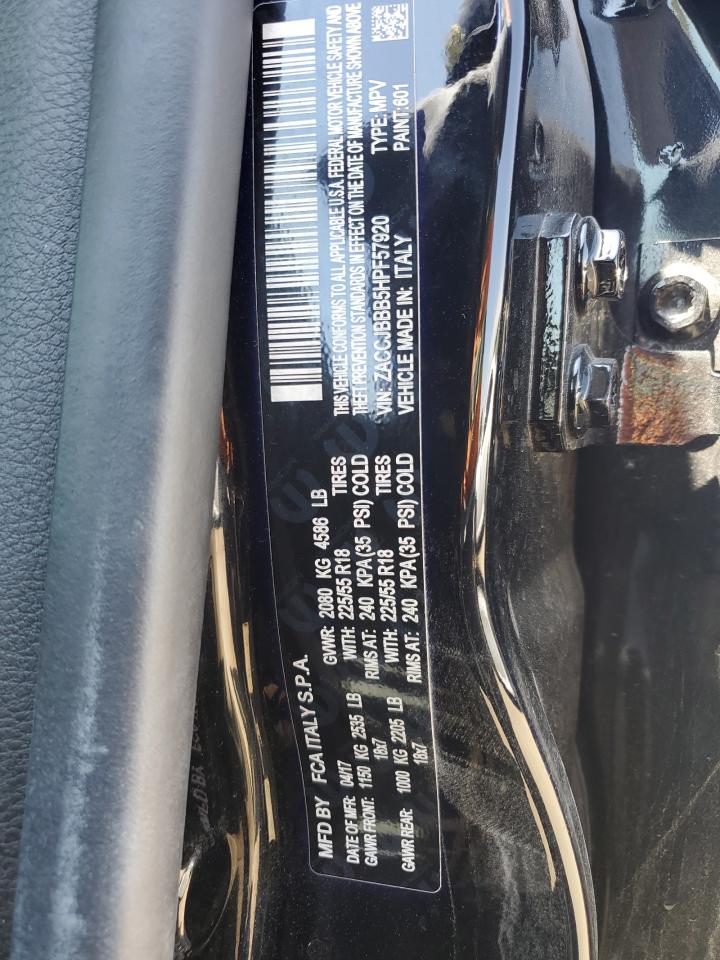 MFD BY FCA ITALY S.P.A. GVWR: 2080 KG 4586 LB
DATE OF MFR: 04/17 WITH: 225/55 R18 TIRES
GAWR FRONT: 1150 KG 2535 LB RIMS AT: 240 KPA(35 PSI) COLD
18x7
WITH: 225/55 R18 TIRES
GAWR REAR: 1000 KG 2205 LB RIMS AT: 240 KPA(35 PSI) COLD
18x7
THIS VEHICLE CONFORMS TO ALL APPLICABLE U.S.A. FEDERAL MOTOR VEHICLE SAFETY AND
THEFT PREVENTION STANDARDS IN EFFECT ON THE DATE OF MANUFACTURE SHOWN ABOVE
VIN: ZACCJBBB5HPF57920 TYPE: MPV
VEHICLE MADE IN: ITALY PAINT:601